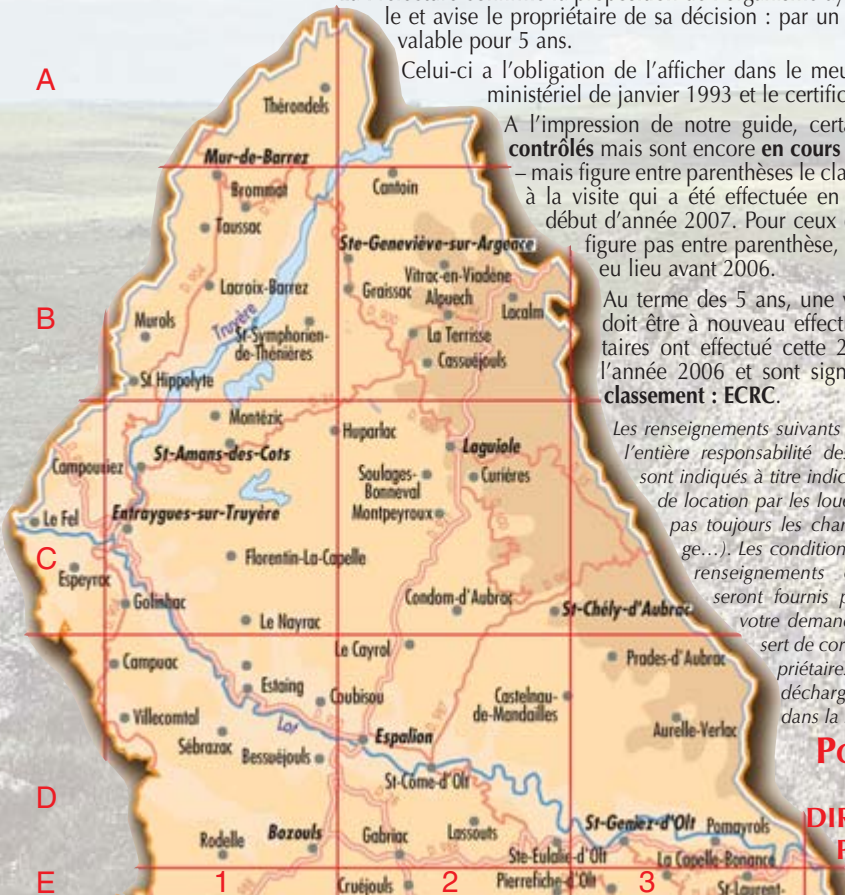 le et avise le propriétaire de sa décision : par un
valable pour 5 ans.
Celui-ci a l'obligation de l'afficher dans le meu
ministériel de janvier 1993 et le certific
A l'impression de notre guide, certa
contrôlés mais sont encore en cours
– mais figure entre parenthèses le cla
à la visite qui a été effectuée en
début d'année 2007. Pour ceux
figure pas entre parenthèse,
eu lieu avant 2006.
Au terme des 5 ans, une v
doit être à nouveau effect
taires ont effectué cette 2
l'année 2006 et sont sign
classement : ECRC.
Les renseignements suivants
l'entière responsabilité des
sont indiqués à titre indic
de location par les loue
pas toujours les char
ge…). Les condition
renseignements
seront fournis p
votre deman
sert de cor
priétaires
décharg
dans la
Po
DIR
F
A
Thérondels
Mur-de-Barrez
Brommat
Cantoin
Taussac
Ste-Geneviève-sur-Argence
Vitrac-en-Viadène
Lacroix-Barrez
Graissac
Alpuech
Lacalm
B
Murols
Truyère
St-Symphorien-
de-Thénières
La Terrisse
Cassuéjouls
St Hippolyte
Montézic
Huparlac
Laguiole
St-Amans-des-Cots
Campouriez
Soulages-
Bonneval
Curières
Le Fel
Entraygues-sur-Truyère
Montpeyroux
C
Florentin-La-Capelle
Espeyrac
Golinhac
Condom-d'Aubrac
St-Chély-d'Aubrac
Le Nayrac
Le Cayrol
Campuac
Prades-d'Aubrac
Estaing
Coubisou
Castelnau-
de-Mandailles
Villecomtal
Lot
Aurelle-Verlac
Sébrazac
Espalion
Bessuéjouls
St-Côme-d'Olt
D
Rodelle
Bozouls
Gabriac
Lassouts
St-Geniez-d'Olt
Pomayrols
Ste-Eulalie-d'Olt
La Capelle-Bonance
E
1
Cruéjouls
2
Pierrefiche-d'Olt
3
St-Laurent-